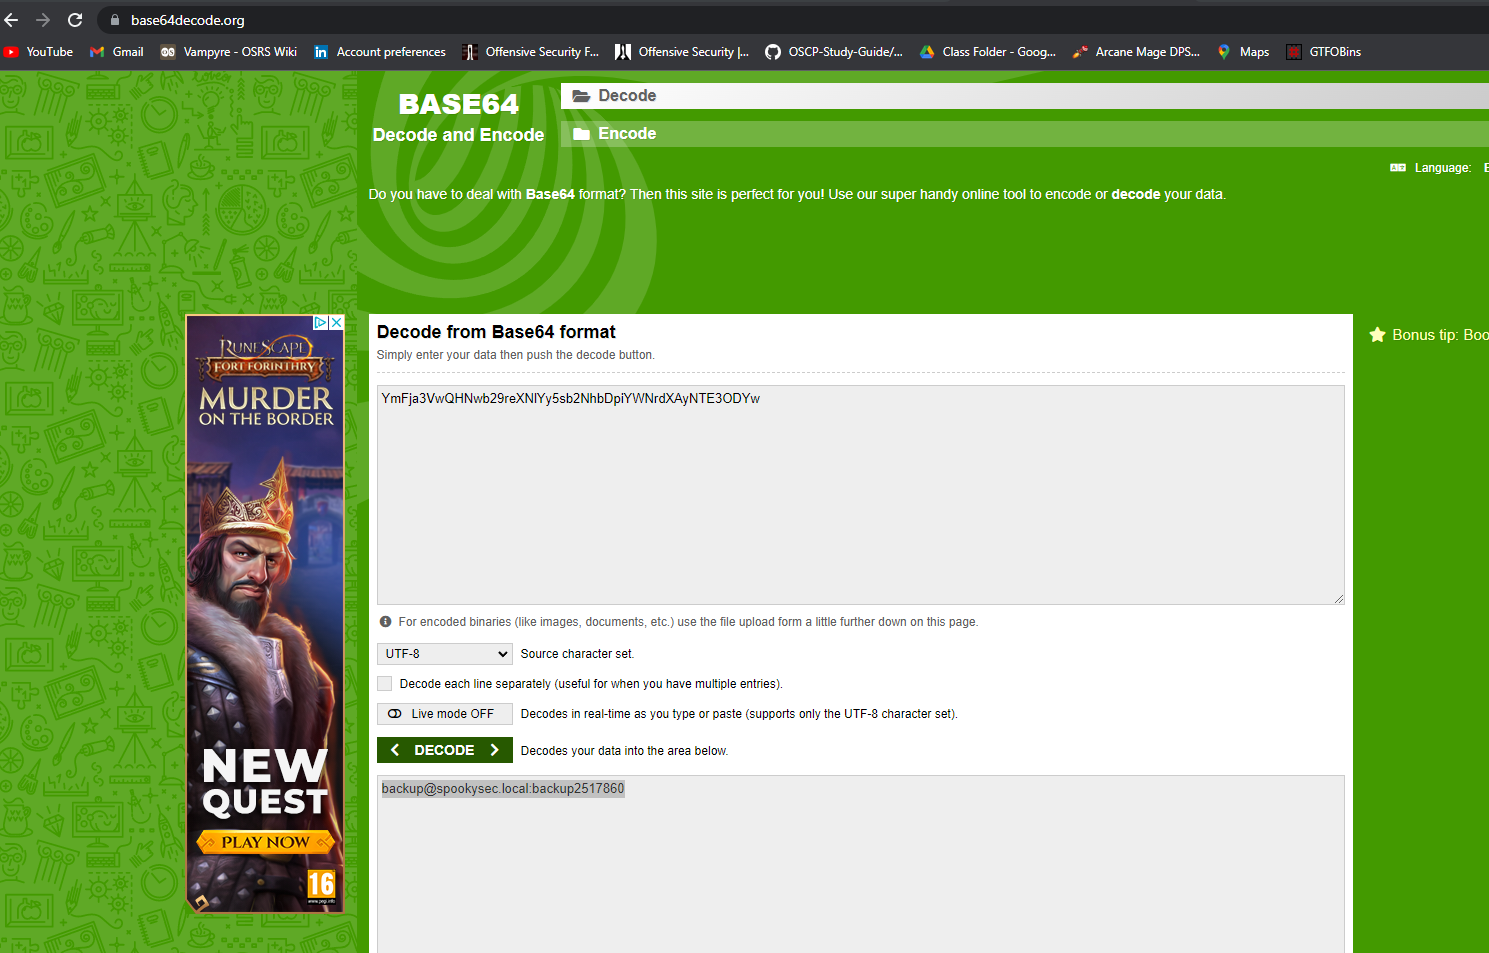 base64decode.org
YouTube
Gmail
Vampyre - OSRS Wiki
in
Account preferences
Offensive Security F...
Offensive Security |...
OSCP-Study-Guide/...
Class Folder - Goog...
Arcane Mage DPS...
Maps
GTFOBins
BASE64
Decode and Encode
Decode
Encode
Language:
Do you have to deal with Base64 format? Then this site is perfect for you! Use our super handy online tool to encode or decode your data.
RUNESCAPE
FORT FORINTHRY
MURDER
ON THE BORDER
NEW
QUEST
PLAY NOW
16
www.pegi.info
Decode from Base64 format
Simply enter your data then push the decode button.
YmFja3VwQHNwb29reXNlYy5sb2NhbDpiYWNrdXAyNTE3ODYw
For encoded binaries (like images, documents, etc.) use the file upload form a little further down on this page.
UTF-8
Source character set.
Decode each line separately (useful for when you have multiple entries).
Live mode OFF
Decodes in real-time as you type or paste (supports only the UTF-8 character set).
DECODE
Decodes your data into the area below.
backup@spookysec.local:backup2517860
Bonus tip: Boo